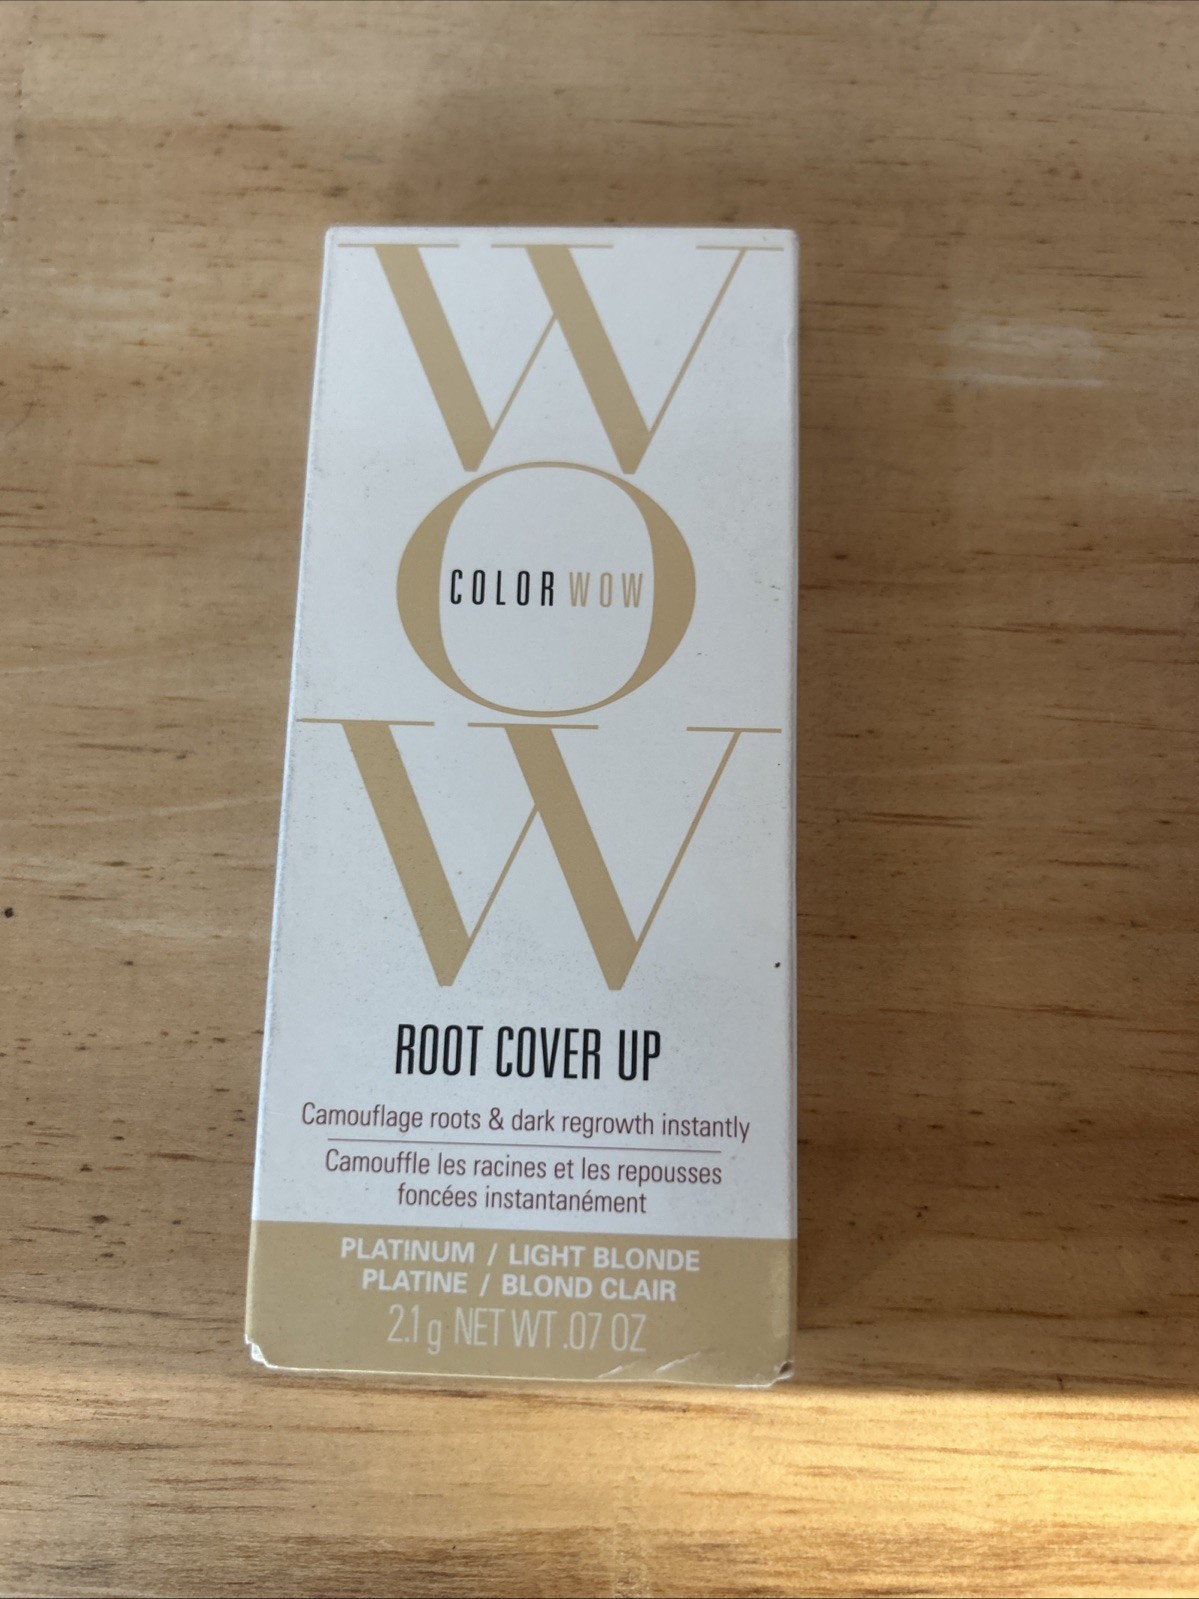 W
O
COLOR WOW
W
ROOT COVER UP
Camouflage roots & dark regrowth instantly
Camouffle les racines et les repousses
foncées instantanément
PLATINUM / LIGHT BLONDE
PLATINE / BLOND CLAIR
2.1 g NET WT .07 OZ